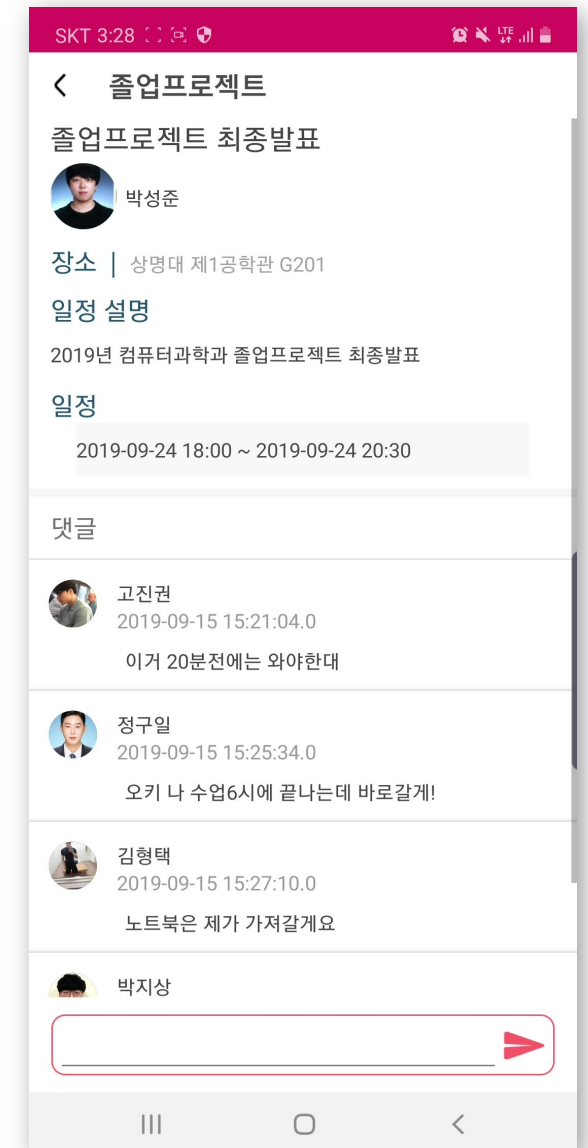 SKT 3:28
LTE
졸업프로젝트
졸업프로젝트 최종발표
박성준
장소 | 상명대 제1공학관 G201
일정 설명
2019년 컴퓨터과학과 졸업프로젝트 최종발표
일정
2019-09-24 18:00 ~ 2019-09-24 20:30
댓글
고진권
2019-09-15 15:21:04.0
이거 20분전에는 와야한대
정구일
2019-09-15 15:25:34.0
오키 나 수업6시에 끝나는데 바로갈게!
김형택
2019-09-15 15:27:10.0
노트북은 제가 가져갈게요
박지상